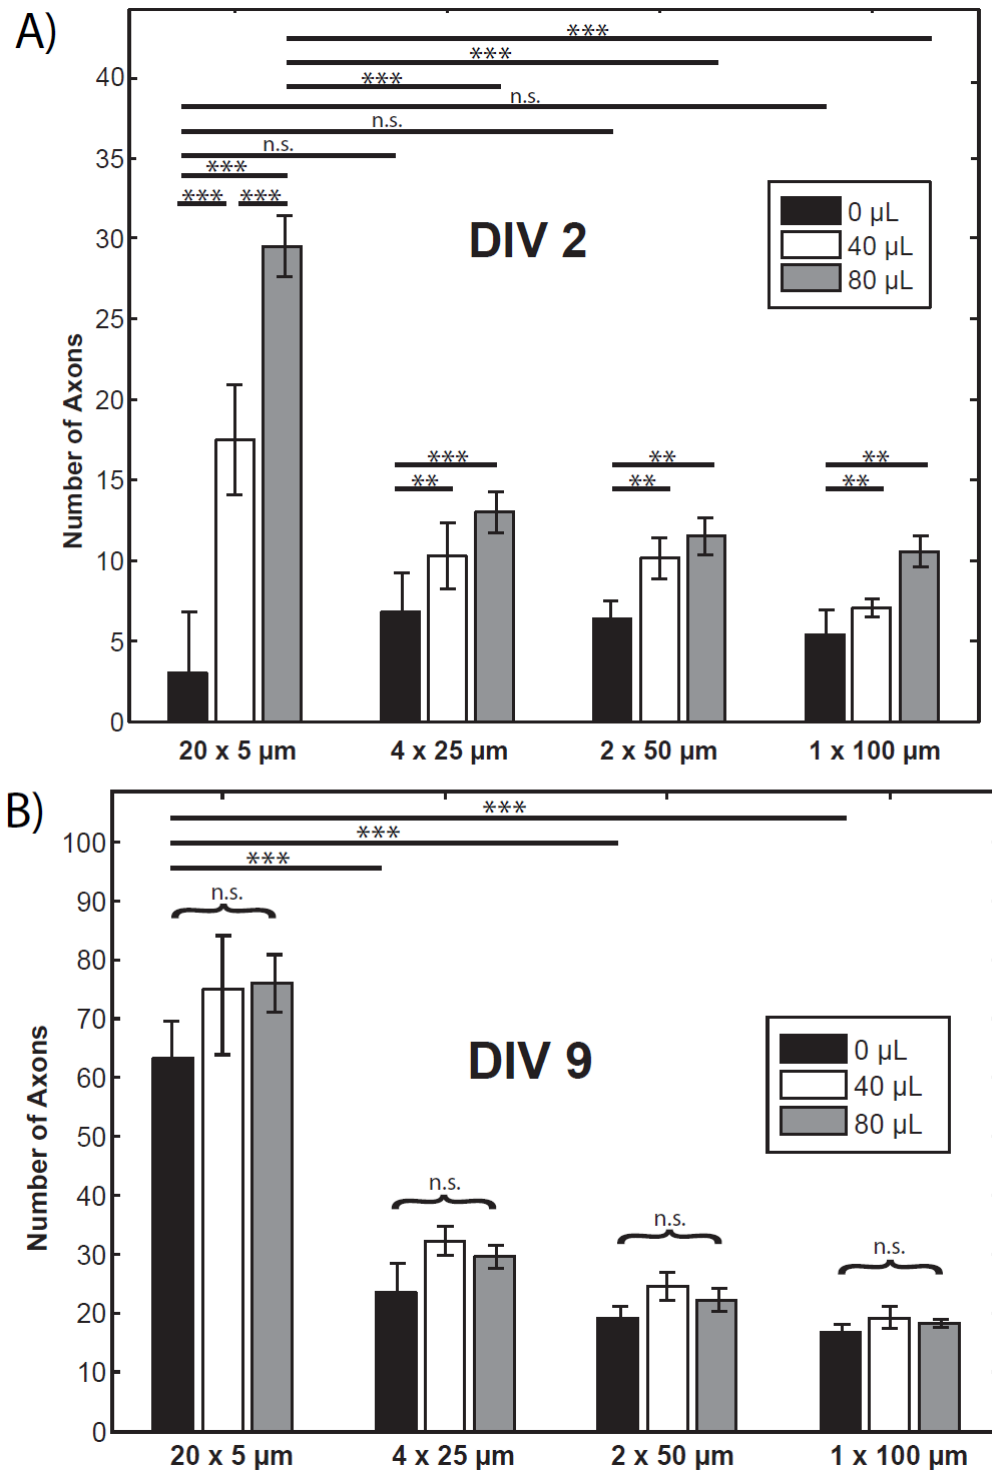 A)
***
***
***
n.s.
n.s.
n.s.
***
*** ***
DIV 2
0 µL
40 µL
80 µL
*** ** ** **
** ** **
40
35
30
25
20
15
10
5
0
Number of Axons
20 x 5 µm 4 x 25 µm 2 x 50 µm 1 x 100 µm
B)
***
***
***
n.s.
n.s.
n.s.
n.s.
DIV 9
0 µL
40 µL
80 µL
100
90
80
70
60
50
40
30
20
10
0
Number of Axons
20 x 5 µm 4 x 25 µm 2 x 50 µm 1 x 100 µm